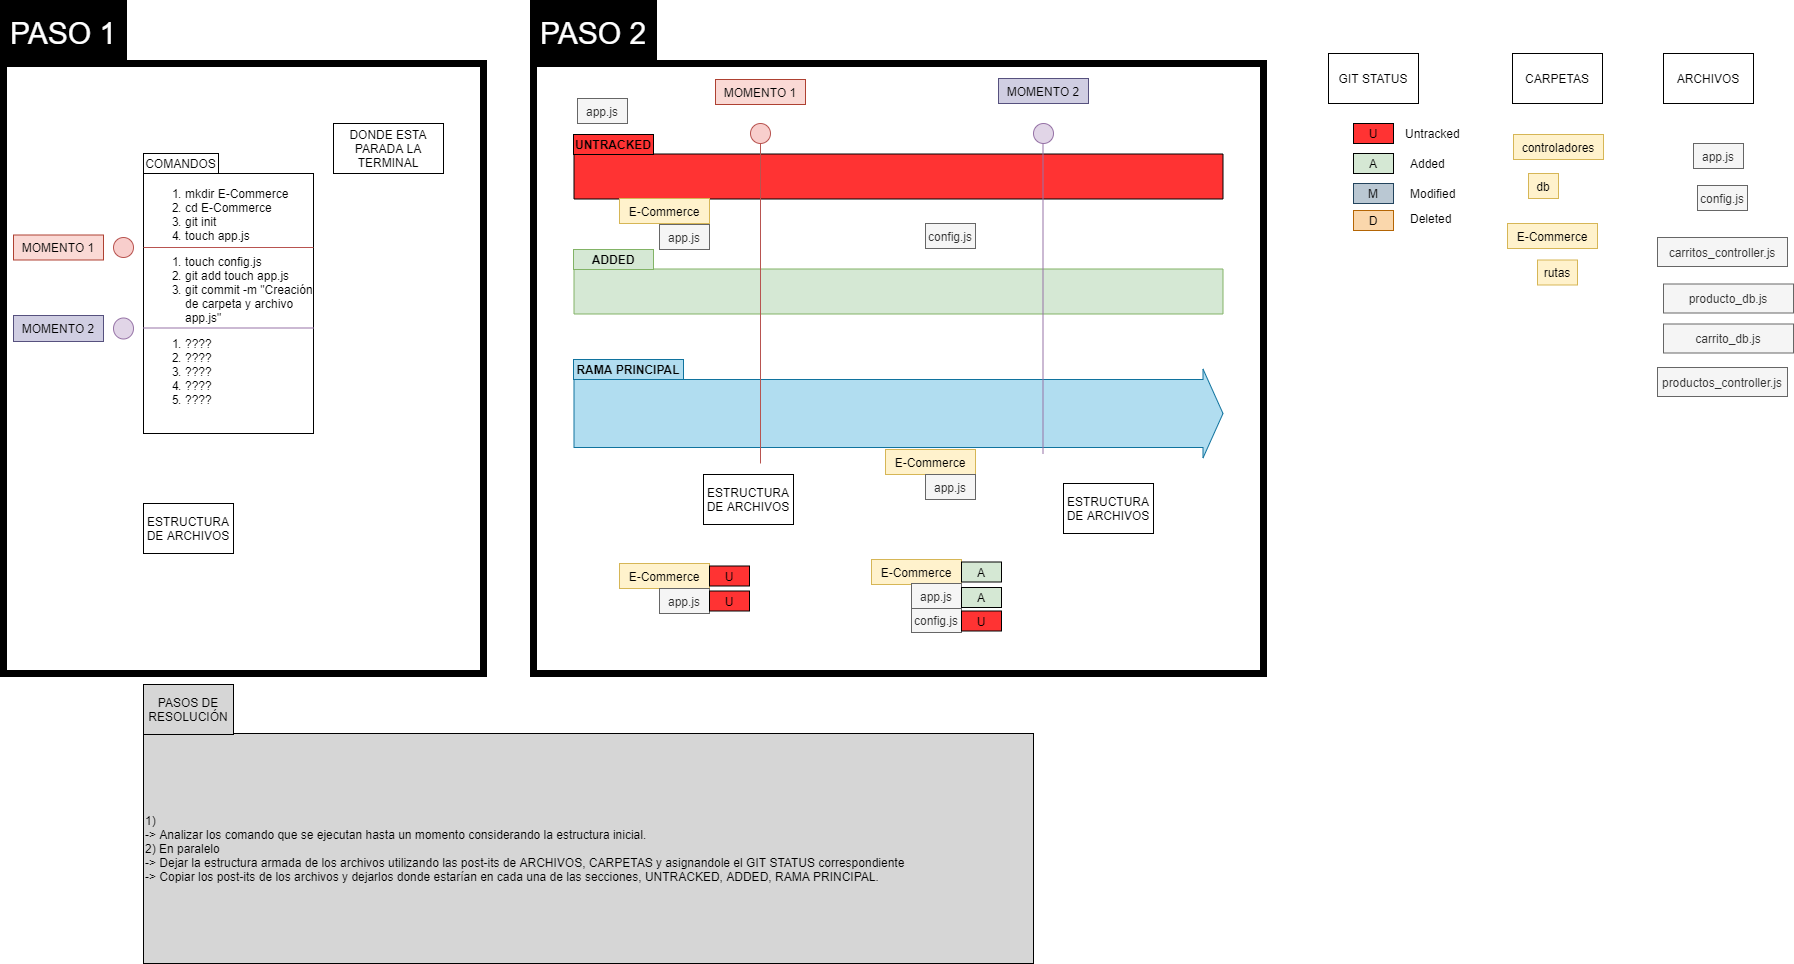 PASO 1
DONDE ESTA
PARADA LA
TERMINAL
COMANDOS
1. mkdir E-Commerce
2. cd E-Commerce
3. git init
4. touch app.js
MOMENTO 1
1. touch config.js
2. git add touch app.js
3. git commit -m "Creación
de carpeta y archivo
app.js"
MOMENTO 2
1. ????
2. ????
3. ????
4. ????
5. ????
ESTRUCTURA
DE ARCHIVOS
PASO 2
MOMENTO 1
MOMENTO 2
app.js
UNTRACKED
E-Commerce
app.js
config.js
ADDED
RAMA PRINCIPAL
E-Commerce
app.js
ESTRUCTURA
DE ARCHIVOS
ESTRUCTURA
DE ARCHIVOS
E-Commerce U
app.js U
E-Commerce A
app.js A
config.js U
GIT STATUS
U Untracked
A Added
M Modified
D Deleted
CARPETAS
controladores
db
E-Commerce
rutas
ARCHIVOS
app.js
config.js
carritos_controller.js
producto_db.js
carrito_db.js
productos_controller.js
PASOS DE
RESOLUCIÓN
1)
-> Analizar los comando que se ejecutan hasta un momento considerando la estructura inicial.
2) En paralelo
-> Dejar la estructura armada de los archivos utilizando las post-its de ARCHIVOS, CARPETAS y asignandole el GIT STATUS correspondiente
-> Copiar los post-its de los archivos y dejarlos donde estarían en cada una de las secciones, UNTRACKED, ADDED, RAMA PRINCIPAL.